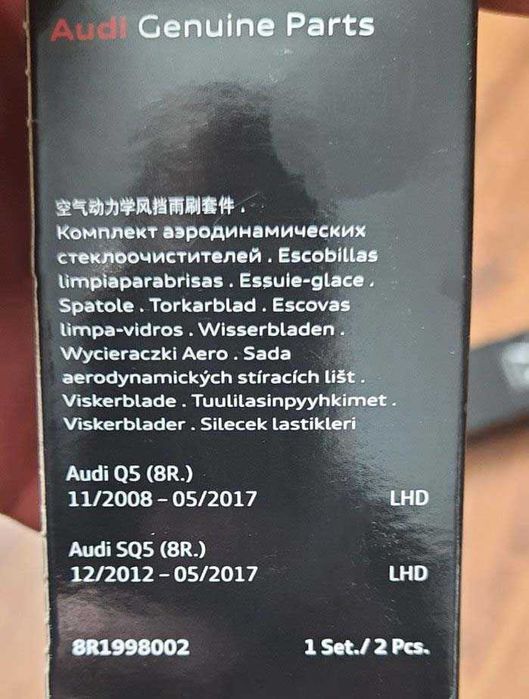 Audi Genuine Parts
空气动力学风挡雨刷套件 .
Комплект аэродинамических
стеклоочистителей . Escobillas
limpiaparabrisas . Essuie-glace .
Spatole . Torkarblad . Escovas
limpa-vidros . Wisserbladen .
Wycieraczki Aero . Sada
aerodynamických stíracích lišt .
Viskerblade . Tuulilasinpyyhkimet .
Viskerblader . Silecek lastikleri
Audi Q5 (8R.)
11/2008 – 05/2017 LHD
Audi SQ5 (8R.)
12/2012 – 05/2017 LHD
8R1998002 1 Set./ 2 Pcs.